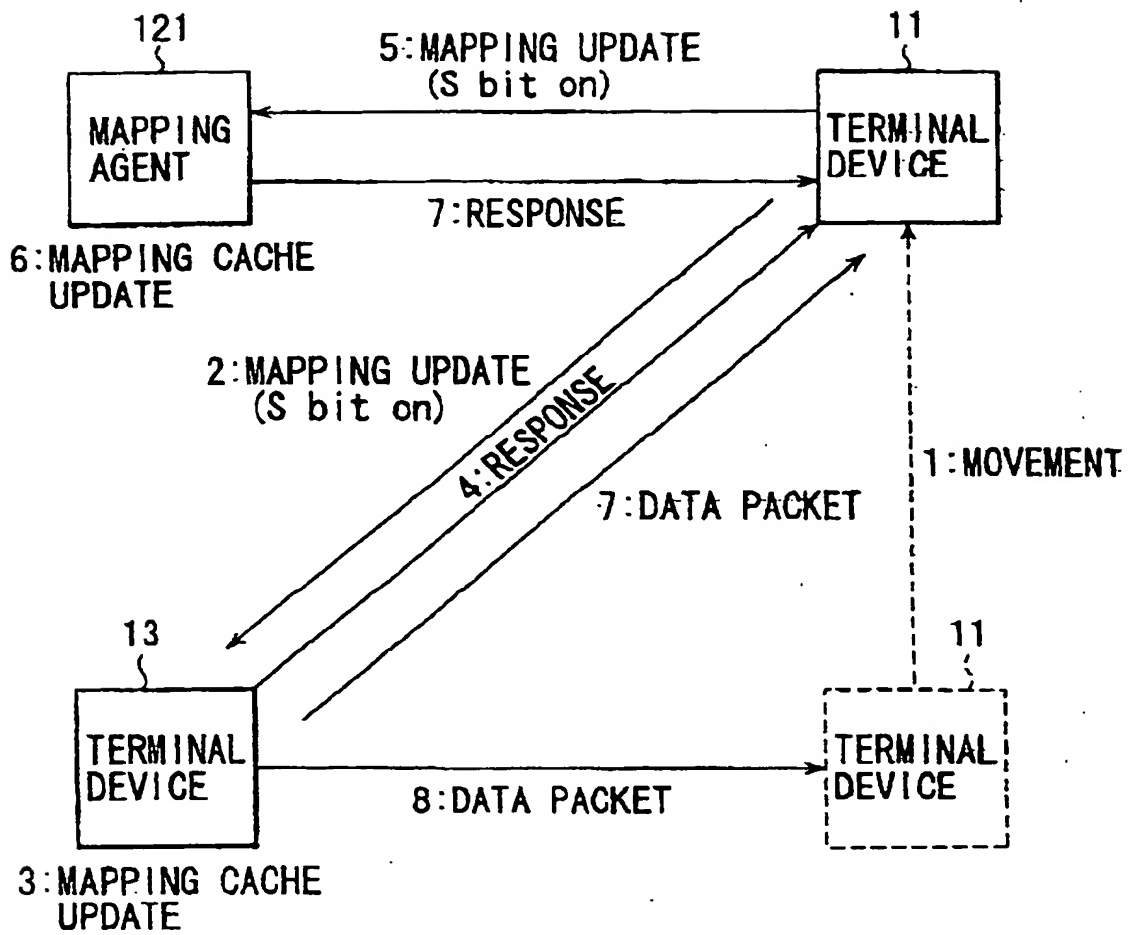 121
11
5:MAPPING UPDATE
(S bit on)
MAPPING
AGENT
TERMINAL
DEVICE
7:RESPONSE
6:MAPPING CACHE
UPDATE
2:MAPPING UPDATE
(S bit on)
4:RESPONSE
1:MOVEMENT
7:DATA PACKET
13
11
TERMINAL
DEVICE
TERMINAL
DEVICE
8:DATA PACKET
3:MAPPING CACHE
UPDATE